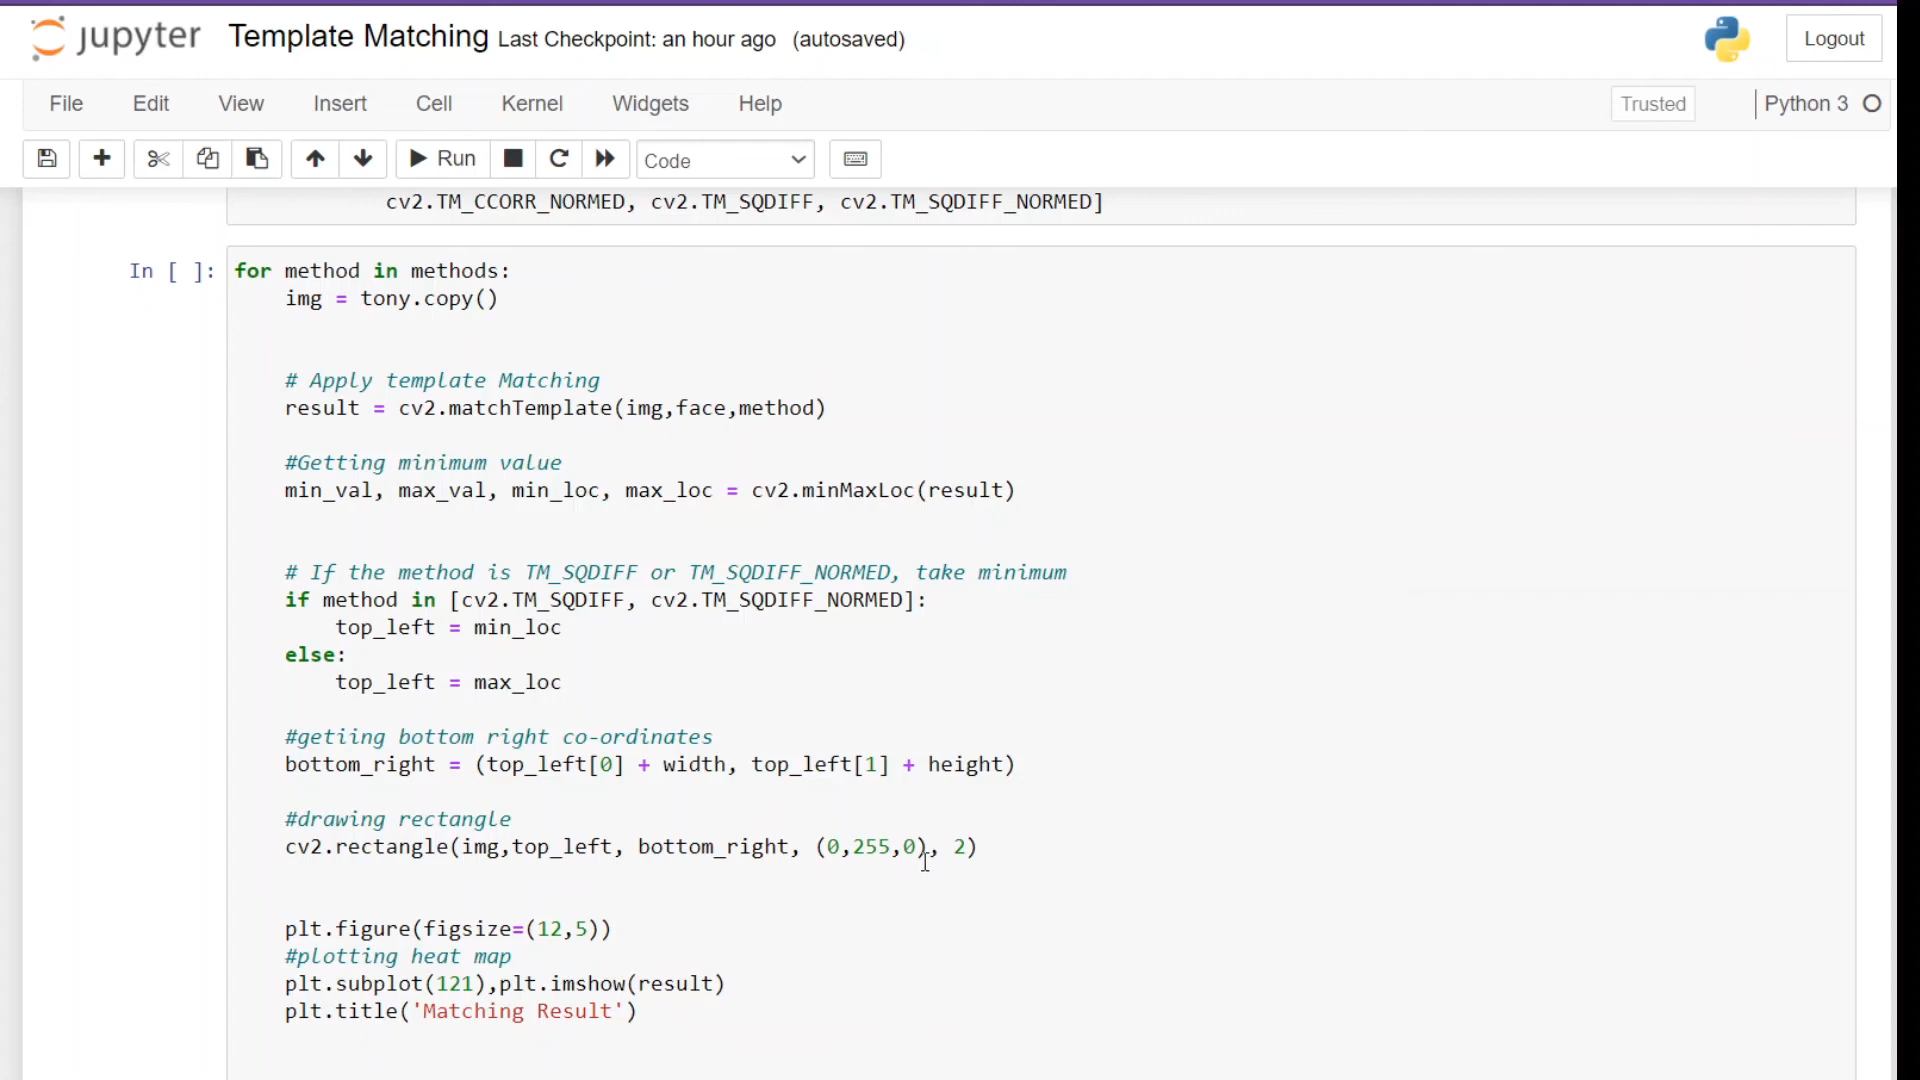 jupyter Template Matching Last Checkpoint: an hour ago (autosaved) Logout
File Edit View Insert Cell Kernel Widgets Help Trusted Python 3
Run Code
cv2.TM_CCORR_NORMED, cv2.TM_SQDIFF, cv2.TM_SQDIFF_NORMED]
In [ ]: for method in methods:
img = tony.copy()
# Apply template Matching
result = cv2.matchTemplate(img,face,method)
#Getting minimum value
min_val, max_val, min_loc, max_loc = cv2.minMaxLoc(result)
# If the method is TM_SQDIFF or TM_SQDIFF_NORMED, take minimum
if method in [cv2.TM_SQDIFF, cv2.TM_SQDIFF_NORMED]:
top_left = min_loc
else:
top_left = max_loc
#getiing bottom right co-ordinates
bottom_right = (top_left[0] + width, top_left[1] + height)
#drawing rectangle
cv2.rectangle(img,top_left, bottom_right, (0,255,0), 2)
plt.figure(figsize=(12,5))
#plotting heat map
plt.subplot(121),plt.imshow(result)
plt.title('Matching Result')